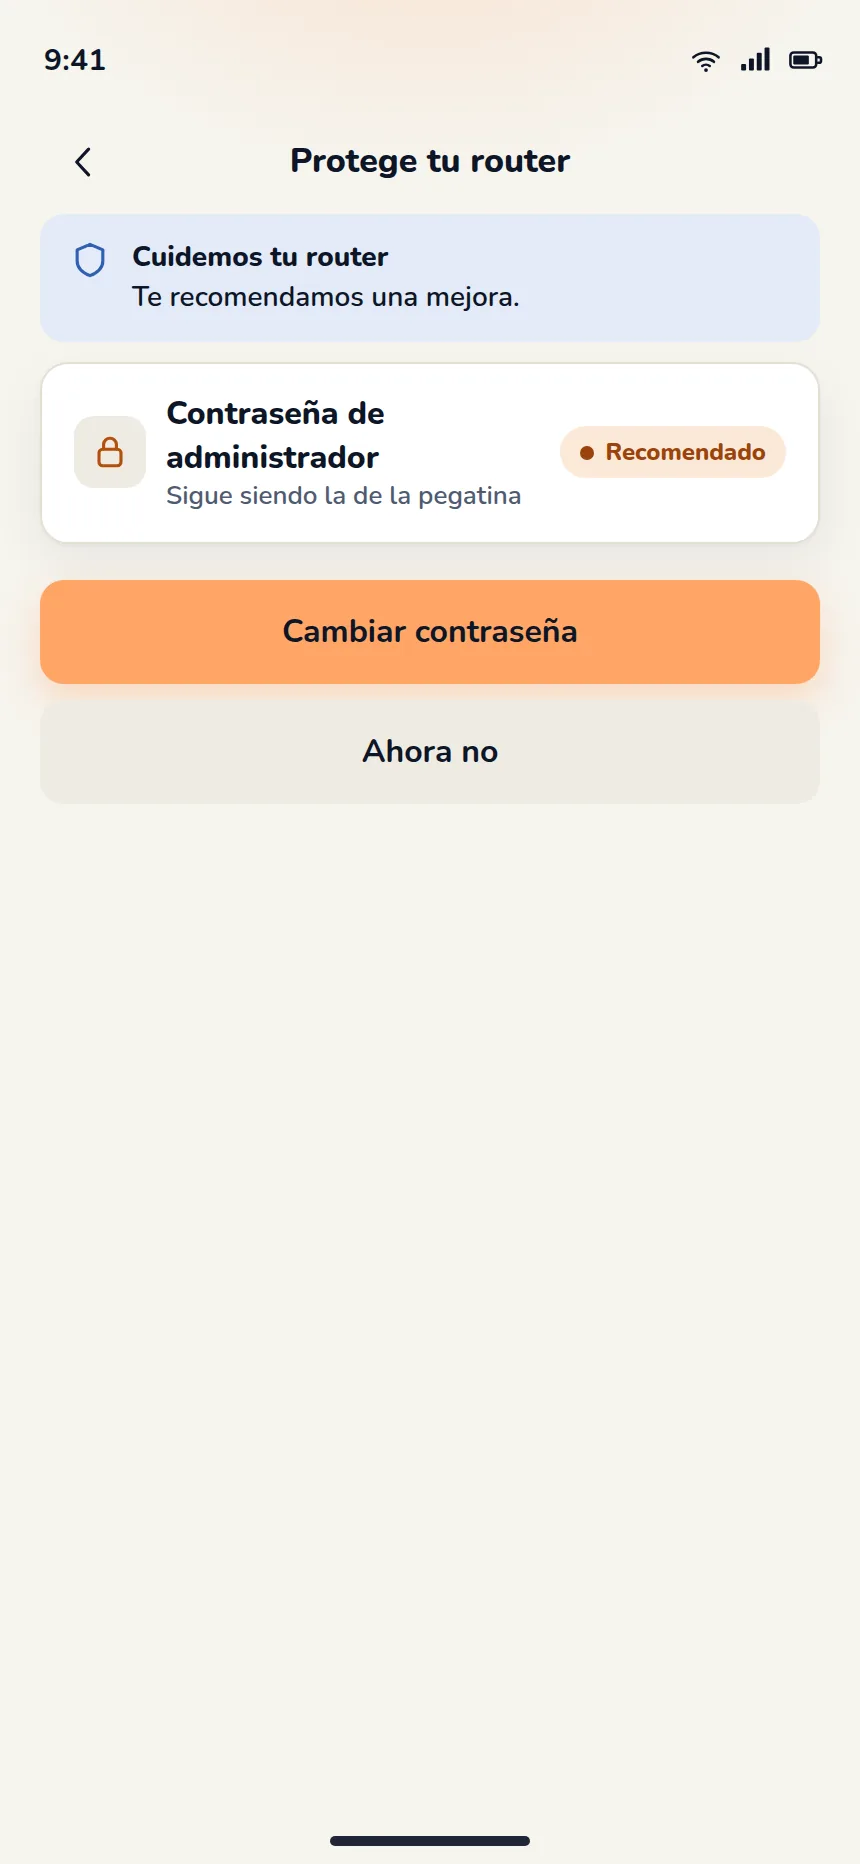 9:41
Protege tu router
Cuidemos tu router
Te recomendamos una mejora.
Contraseña de
administrador
Sigue siendo la de la pegatina
Recomendado
Cambiar contraseña
Ahora no